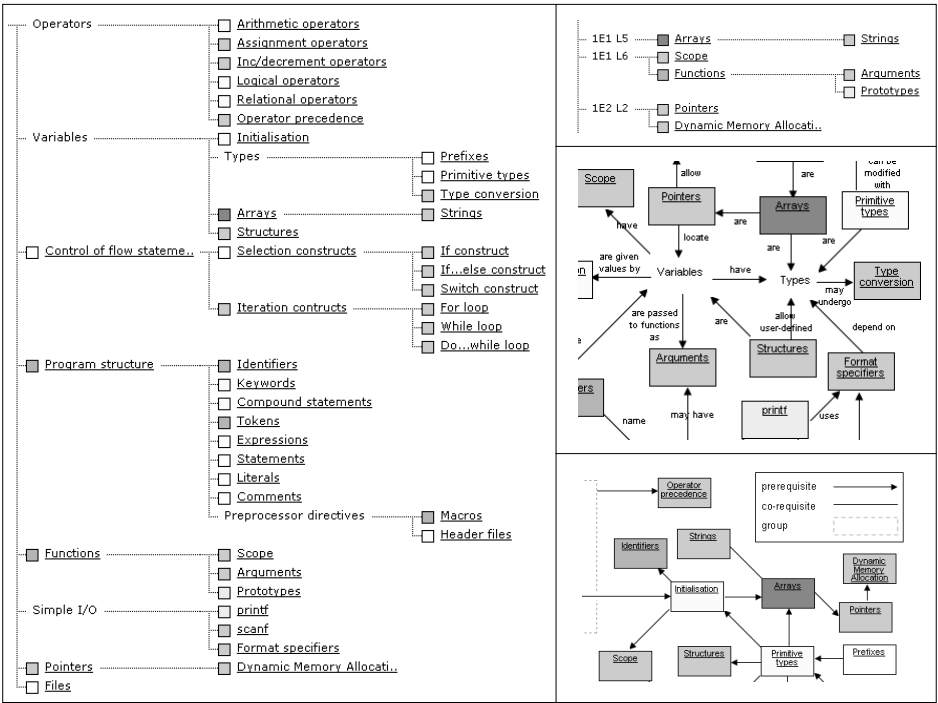 Operators
Arithmetic operators
Assignment operators
Inc/decrement operators
Logical operators
Relational operators
Operator precedence
Variables
Initialisation
Types
Prefixes
Primitive types
Type conversion
Arrays
Strings
Structures
Control of flow stateme..
Selection constructs
If construct
If...else construct
Switch construct
Iteration contructs
For loop
While loop
Do...while loop
Program structure
Identifiers
Keywords
Compound statements
Tokens
Expressions
Statements
Literals
Comments
Preprocessor directives
Macros
Header files
Functions
Scope
Arguments
Prototypes
Simple I/O
printf
scanf
Format specifiers
Pointers
Dynamic Memory Allocati..
Files
1E1 L5
Arrays
Strings
1E1 L6
Scope
Functions
Arguments
Prototypes
1E2 L2
Pointers
Dynamic Memory Allocati..
Scope
allow
Pointers
are
Arrays
can be
modified
with
Primitive
types
have
locate
are
are
are
are given
values by
Variables
have
Types
Type
conversion
may
undergo
are passed
to functions
as
are
allow
user-defined
depend on
Arguments
Structures
Format
specifiers
name
may have
printf
uses
Operator
precedence
prerequisite
co-requisite
group
Identifiers
Strings
Dynamic
Memory
Allocation
Initialisation
Arrays
Pointers
Scope
Structures
Primitive
types
Prefixes